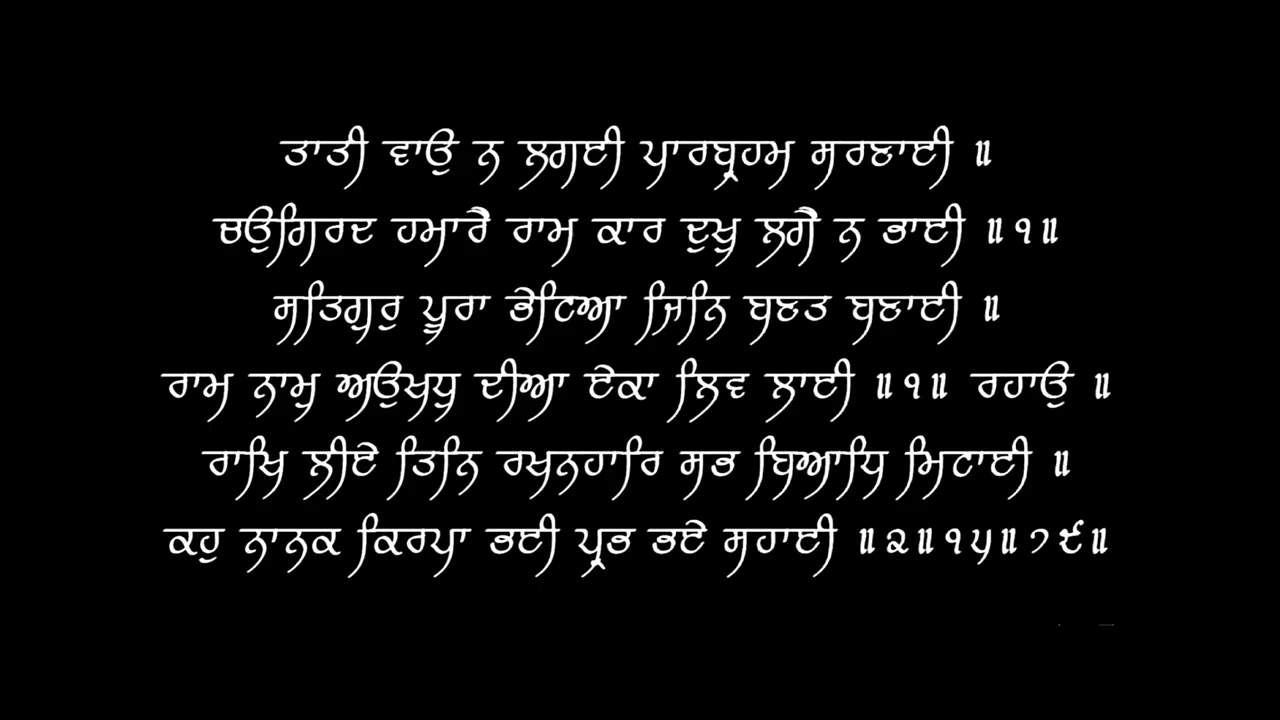 ਤਾਤੀ ਵਾਉ ਨ ਲਗਈ ਪਾਰਬ੍ਰਹਮ ਸਰਣਾਈ ॥
ਚਉਗਿਰਦ ਹਮਾਰੈ ਰਾਮ ਕਾਰ ਦੁਖੁ ਲਗੈ ਨ ਭਾਈ ॥੧॥
ਸਤਿਗੁਰੁ ਪੂਰਾ ਭੇਟਿਆ ਜਿਨਿ ਬਣਤ ਬਣਾਈ ॥
ਰਾਮ ਨਾਮੁ ਅਉਖਧੁ ਦੀਆ ਏਕਾ ਲਿਵ ਲਾਈ ॥੧॥ ਰਹਾਉ ॥
ਰਾਖਿ ਲੀਏ ਤਿਨਿ ਰਖਨਹਾਰਿ ਸਭ ਬਿਆਧਿ ਮਿਟਾਈ ॥
ਕਹੁ ਨਾਨਕ ਕਿਰਪਾ ਭਈ ਪ੍ਰਭ ਭਏ ਸਹਾਈ ॥੨॥੧੫॥੭੯॥